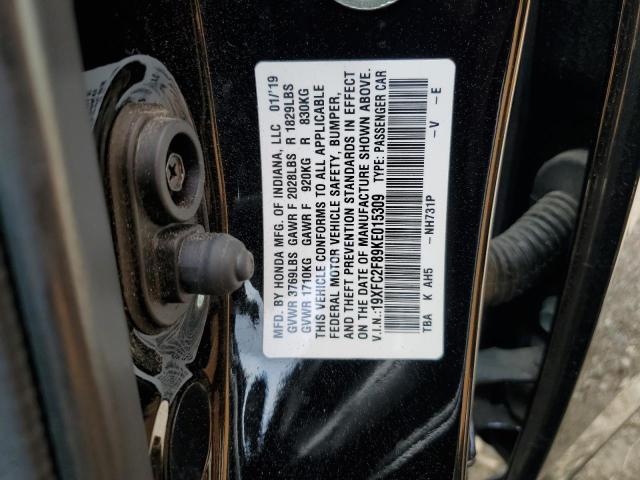 MFD. BY HONDA MFG. OF INDIANA, LLC 01/'19
GVWR 3769LBS GAWR F 2028LBS R 1829LBS
GVWR 1710KG GAWR F 920KG R 830KG
THIS VEHICLE CONFORMS TO ALL APPLICABLE
FEDERAL MOTOR VEHICLE SAFETY, BUMPER,
AND THEFT PREVENTION STANDARDS IN EFFECT
ON THE DATE OF MANUFACTURE SHOWN ABOVE.
V.I.N.:19XFC2F89KE015309 TYPE: PASSENGER CAR
TBA K AH5 -NH731P -V -E